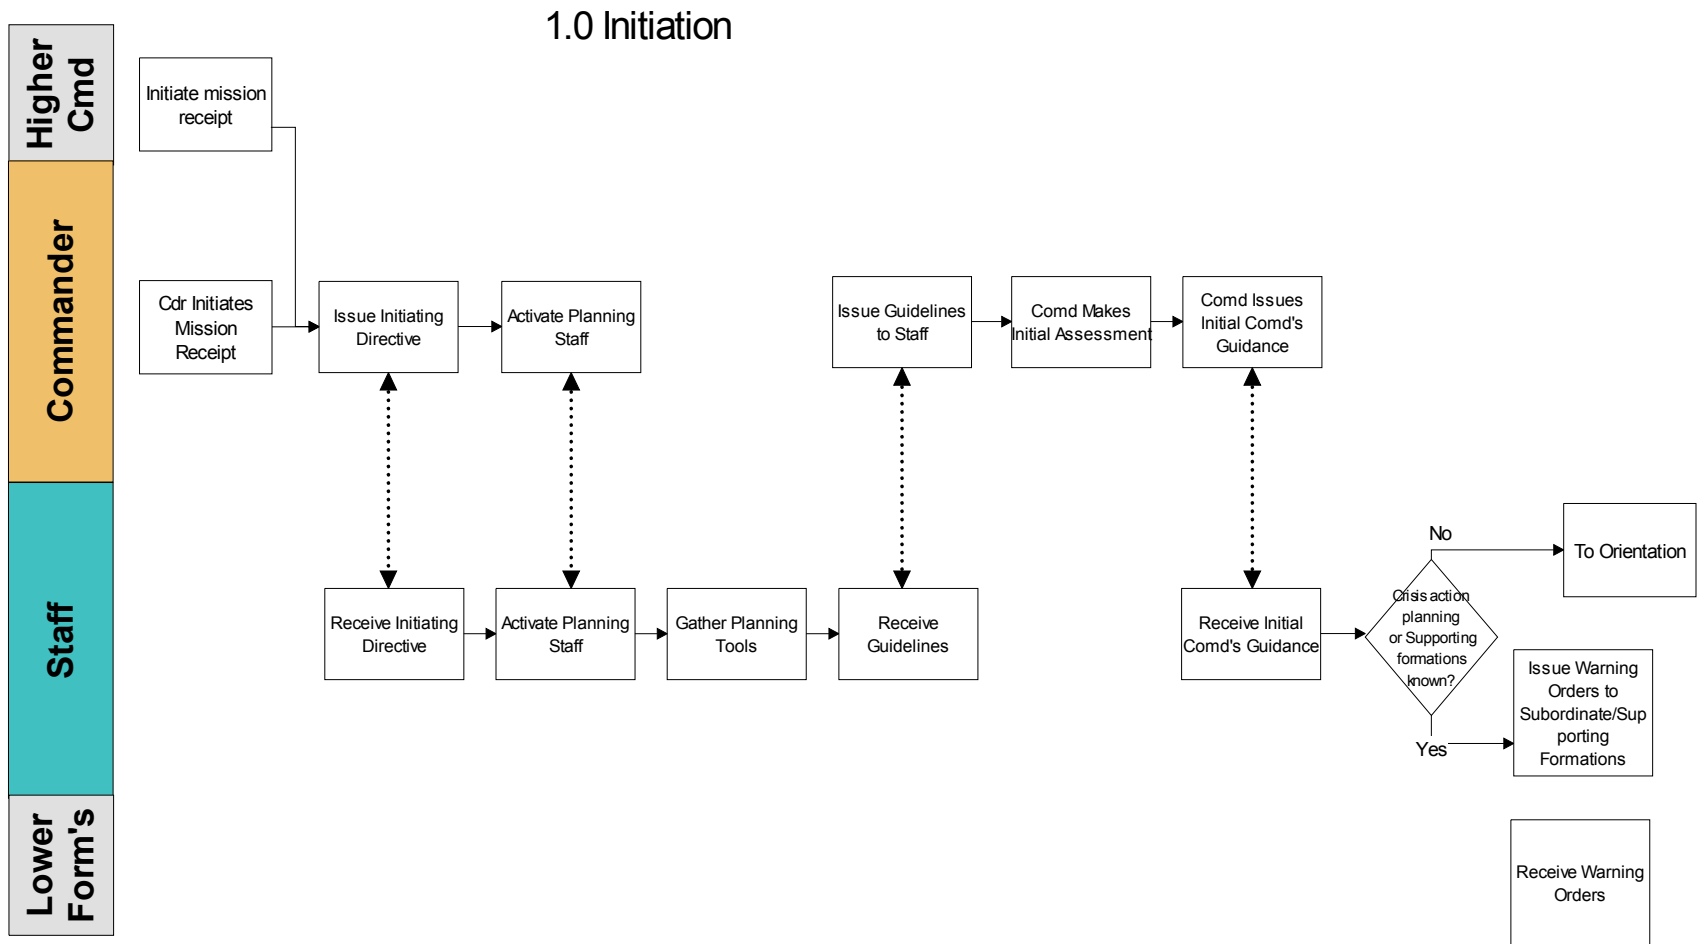 1.0 Initiation
Higher
Cmd
Initiate mission
receipt
Commander
Cdr Initiates
Mission
Receipt
Issue Initiating
Directive
Activate Planning
Staff
Issue Guidelines
to Staff
Comd Makes
Initial Assessment
Comd Issues
Initial Comd's
Guidance
Staff
Receive Initiating
Directive
Activate Planning
Staff
Gather Planning
Tools
Receive
Guidelines
Receive Initial
Comd's Guidance
Crisis action
planning
or Supporting
formations
known?
No
To Orientation
Yes
Issue Warning
Orders to
Subordinate/Sup
porting
Formations
Lower
Form's
Receive Warning
Orders